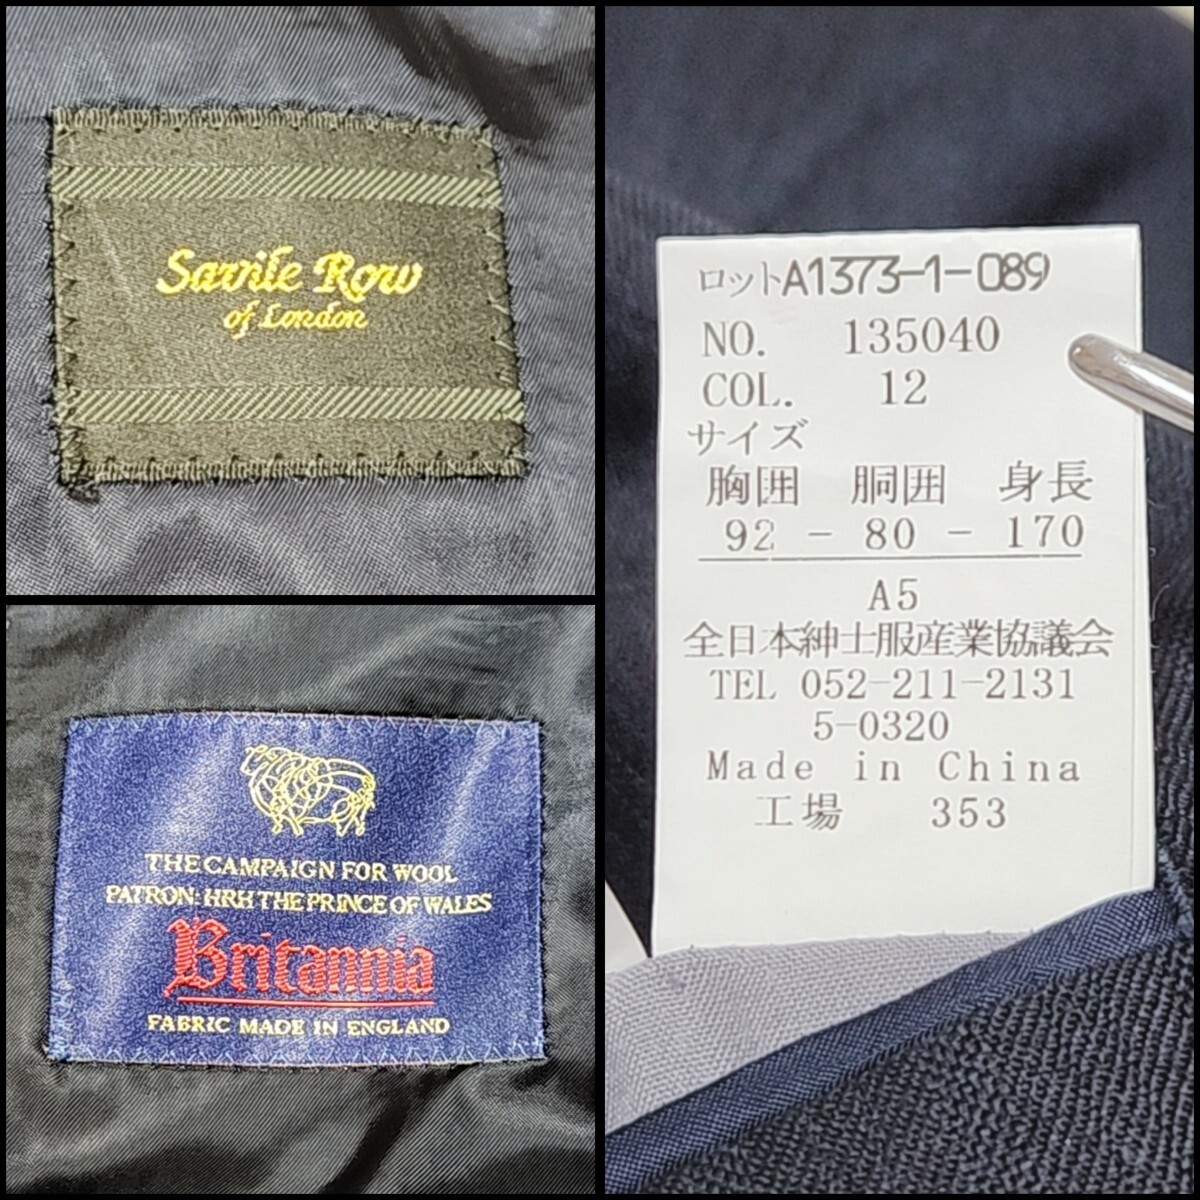 Savile Row
of London
THE CAMPAIGN FOR WOOL
PATRON: HRH THE PRINCE OF WALES
Britannia
FABRIC MADE IN ENGLAND
ロットA1373-1-089
NO. 135040
COL. 12
サイズ
胸囲 胴囲 身長
92 - 80 - 170
A5
全日本紳士服産業協議会
TEL 052-211-2131
5-0320
Made in China
工場 353